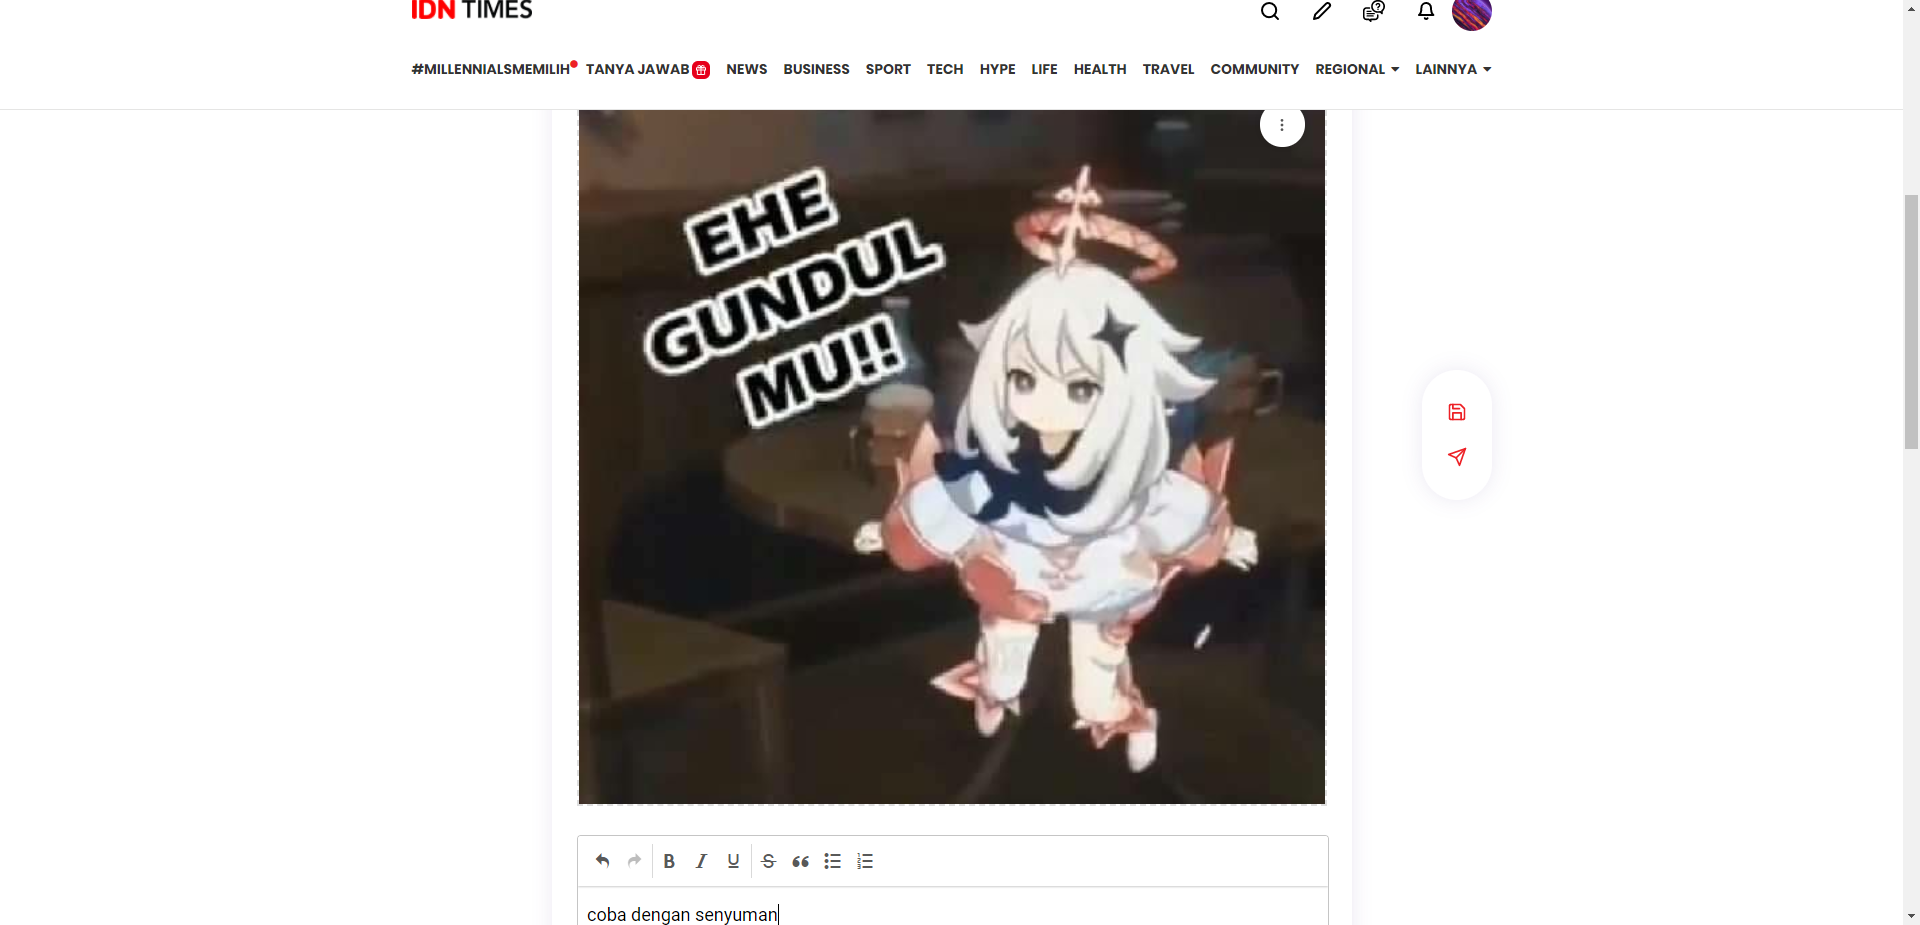 IDN TIMES
#MILLENNIALSMEMILIH TANYA JAWAB NEWS BUSINESS SPORT TECH HYPE LIFE HEALTH TRAVEL COMMUNITY REGIONAL LAINNYA
EHE
GUNDUL
MU!!
B I U S
coba dengan senyuman